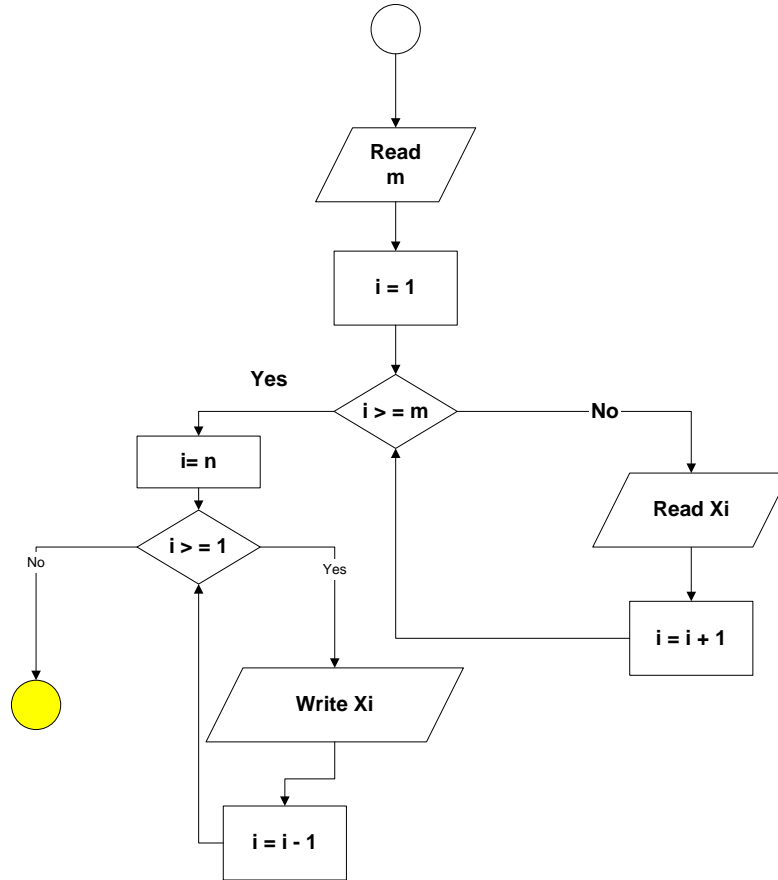 Read
m
i = 1
Yes
i > = m
No
i= n
Read Xi
i > = 1
No
Yes
i = i + 1
Write Xi
i = i - 1